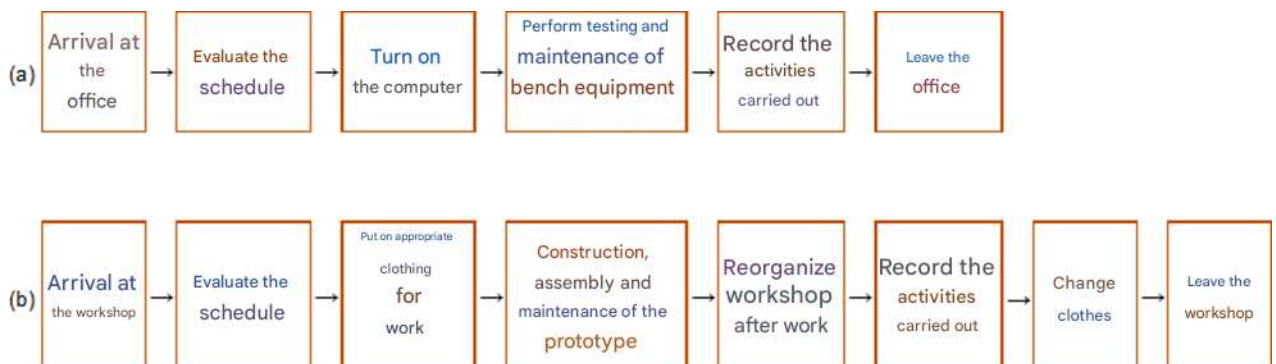 (a)
Arrival at
the
office
Evaluate the
schedule
Turn on
the computer
Perform testing and
maintenance of
bench equipment
Record the
activities
carried out
Leave the
office
(b)
Arrival at
the workshop
Evaluate the
schedule
Put on appropriate
clothing
for
work
Construction,
assembly and
maintenance of the
prototype
Reorganize
workshop
after work
Record the
activities
carried out
Change
clothes
Leave the
workshop